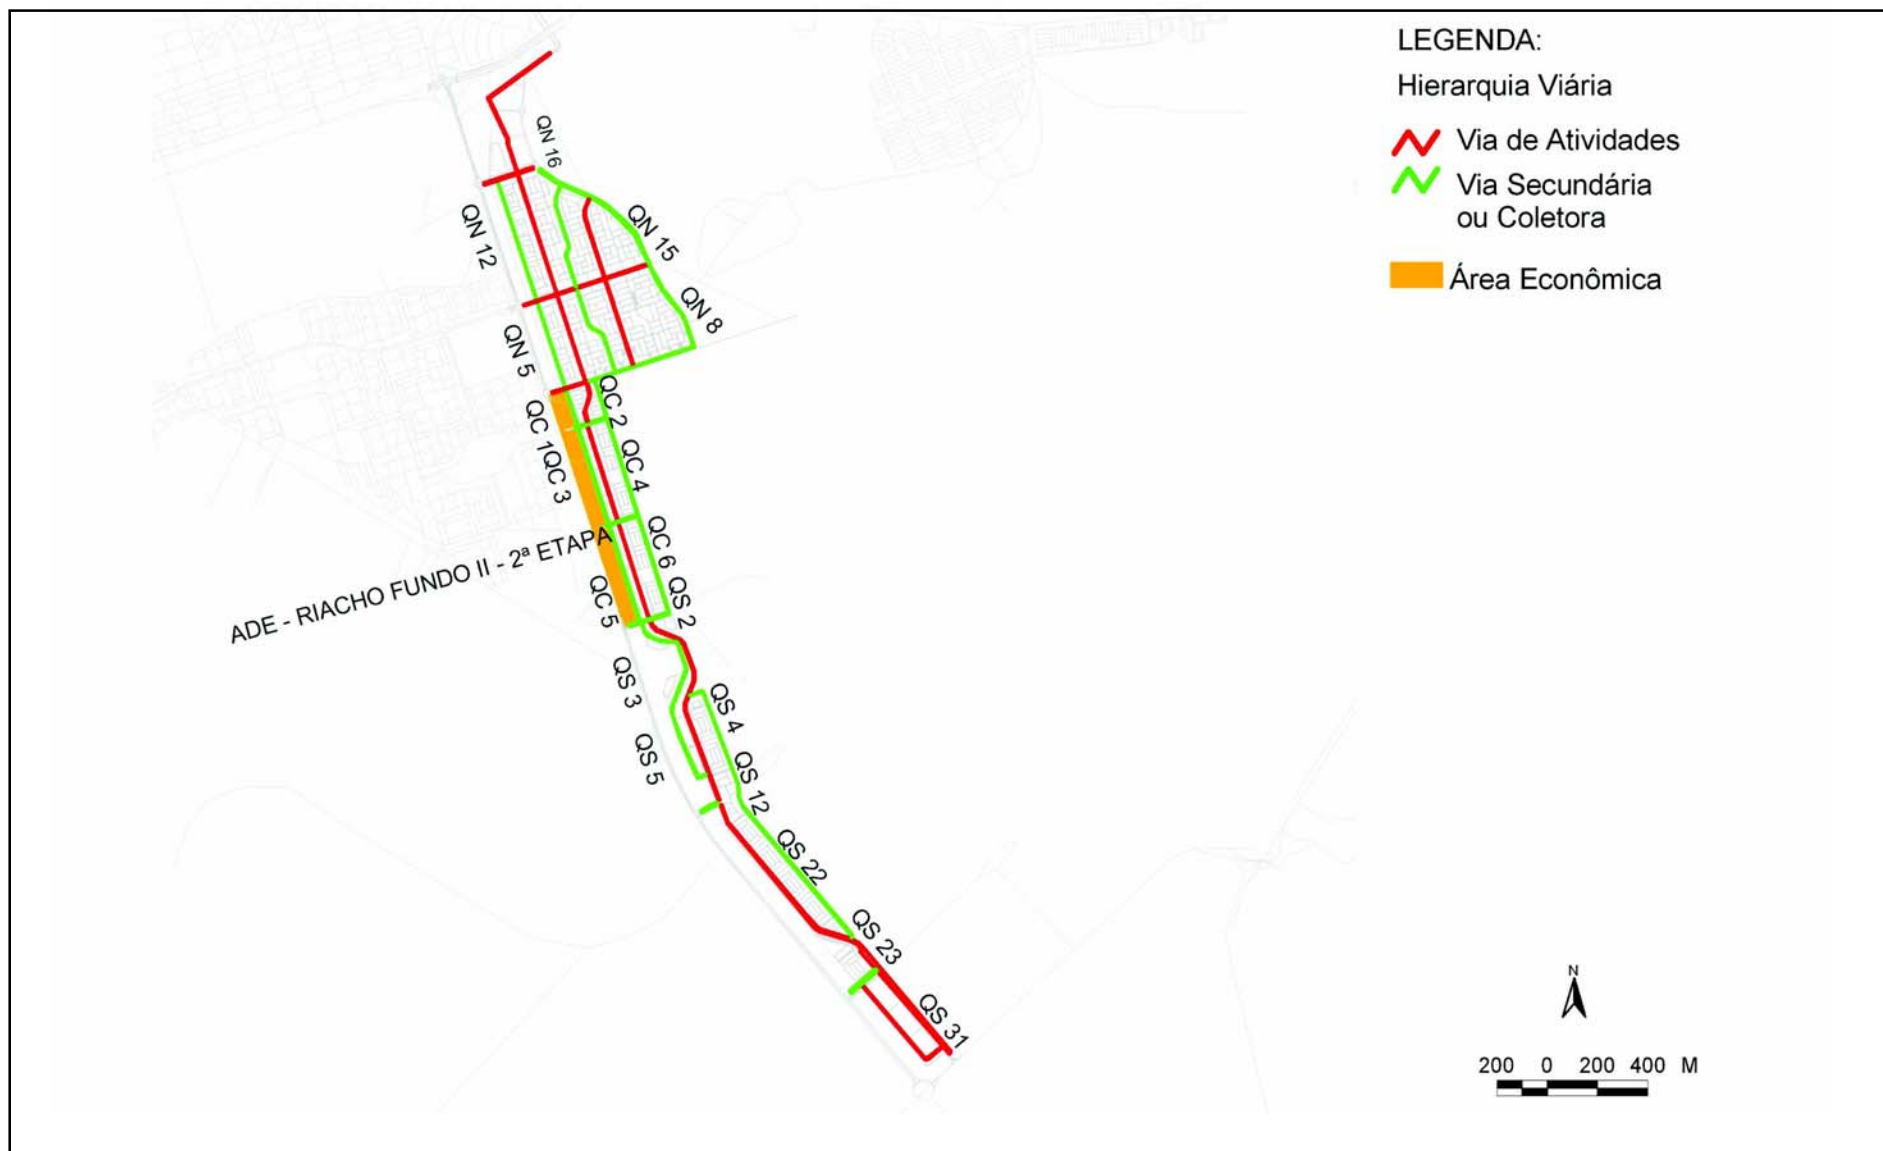 LEGENDA:
Hierarquia Viária
Via de Atividades
Via Secundária
ou Coletora
Área Econômica
QN 16
QN 12
QN 15
QN 8
QN 5
QC 2
QC 1
QC 3
QC 4
QC 6
ADE - RIACHO FUNDO II - 2ª ETAPA
QC 5
QS 2
QS 3
QS 4
QS 5
QS 12
QS 22
QS 23
QS 31
N
200 0 200 400 M